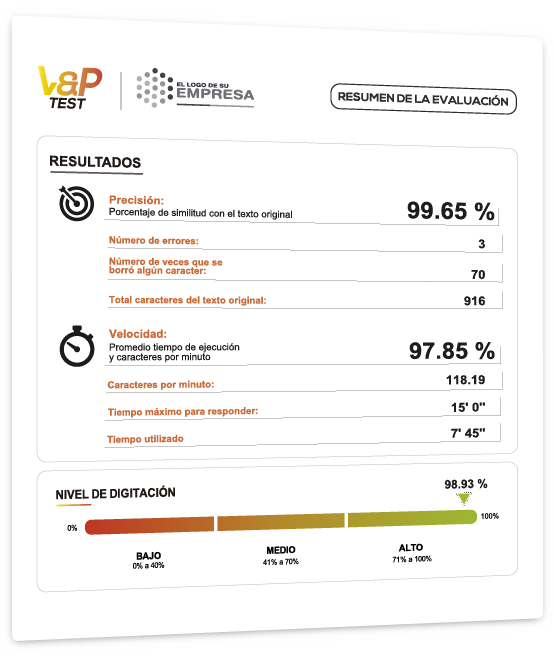 V&P
TEST
EL LOGO DE SU
EMPRESA
RESUMEN DE LA EVALUACIÓN
RESULTADOS
Precisión:
Porcentaje de similitud con el texto original
99.65 %
Número de errores:
3
Número de veces que se
borró algún caracter:
70
Total caracteres del texto original:
916
Velocidad:
Promedio tiempo de ejecución
y caracteres por minuto
97.85 %
Caracteres por minuto:
118.19
Tiempo máximo para responder:
15' 0"
Tiempo utilizado
7' 45"
NIVEL DE DIGITACIÓN
98.93 %
0%
100%
BAJO
0% a 40%
MEDIO
41% a 70%
ALTO
71% a 100%